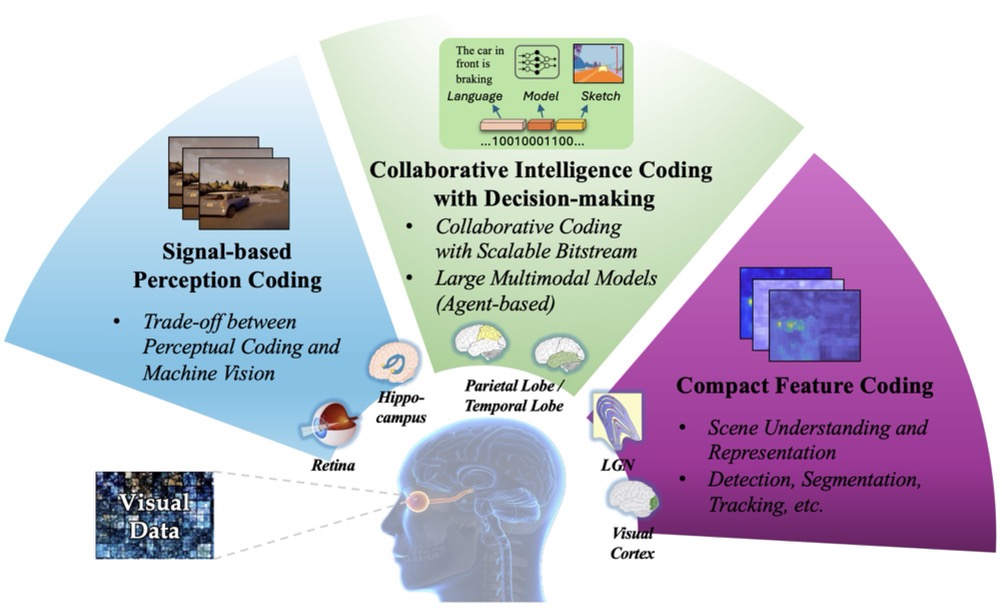 The car in
front is
braking
Language Model Sketch
...10010001100...
Collaborative Intelligence Coding
with Decision-making
• Collaborative Coding
with Scalable Bitstream
• Large Multimodal Models
(Agent-based)
Signal-based
Perception Coding
• Trade-off between
Perceptual Coding and
Machine Vision
Compact Feature Coding
• Scene Understanding and
Representation
• Detection, Segmentation,
Tracking, etc.
Retina
Hippo-
campus
Parietal Lobe /
Temporal Lobe
LGN
Visual
Cortex
Visual
Data